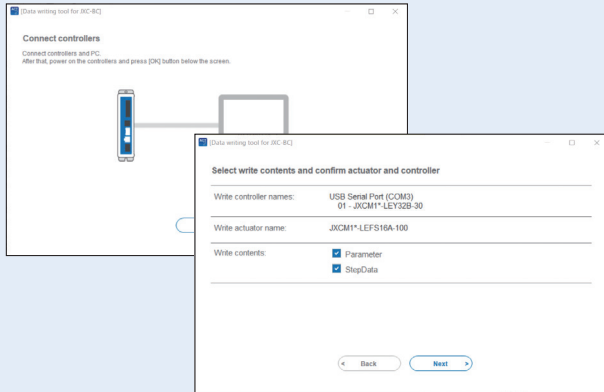 [Data writing tool for JXC-BC]
Connect controllers
Connect controllers and PC.
After that, power on the controllers and press [OK] button below the screen.
[Data writing tool for JXC-BC]
Select write contents and confirm actuator and controller
Write controller names: USB Serial Port (COM3)
01 - JXCM1*-LEY32B-30
Write actuator name: JXCM1*-LEFS16A-100
Write contents: Parameter
StepData
Back Next